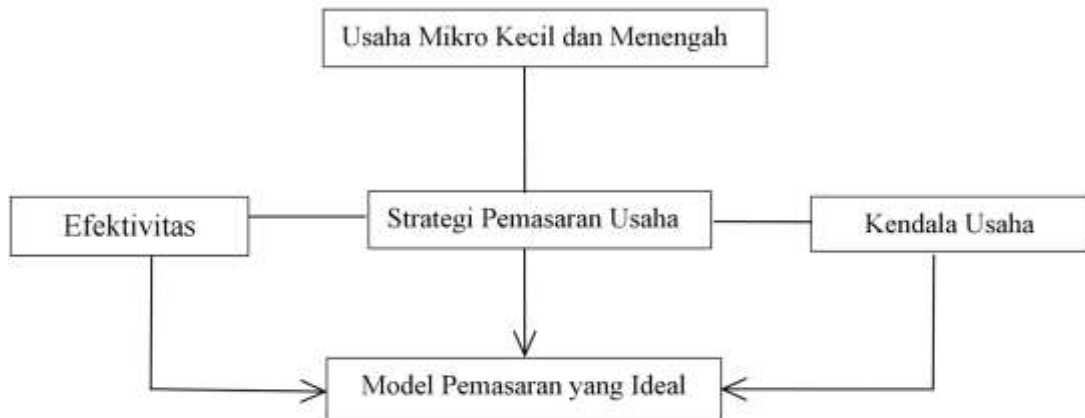 Usaha Mikro Kecil dan Menengah
Efektivitas
Strategi Pemasaran Usaha
Kendala Usaha
Model Pemasaran yang Ideal